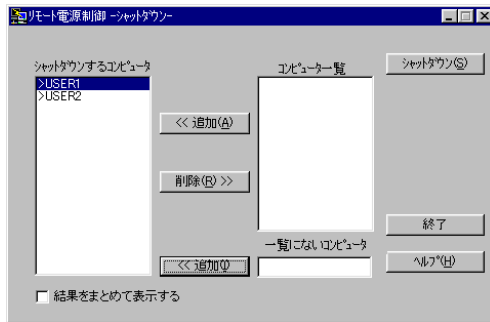 リモート電源制御 -シャットダウン-
シャットダウンするコンピュータ
>USER1
>USER2
<< 追加(A)
削除(R) >>
<< 追加(I)
コンピューター覧
一覧にないコンピュータ
シャットダウン(S)
終了
ヘルプ(H)
結果をまとめて表示する